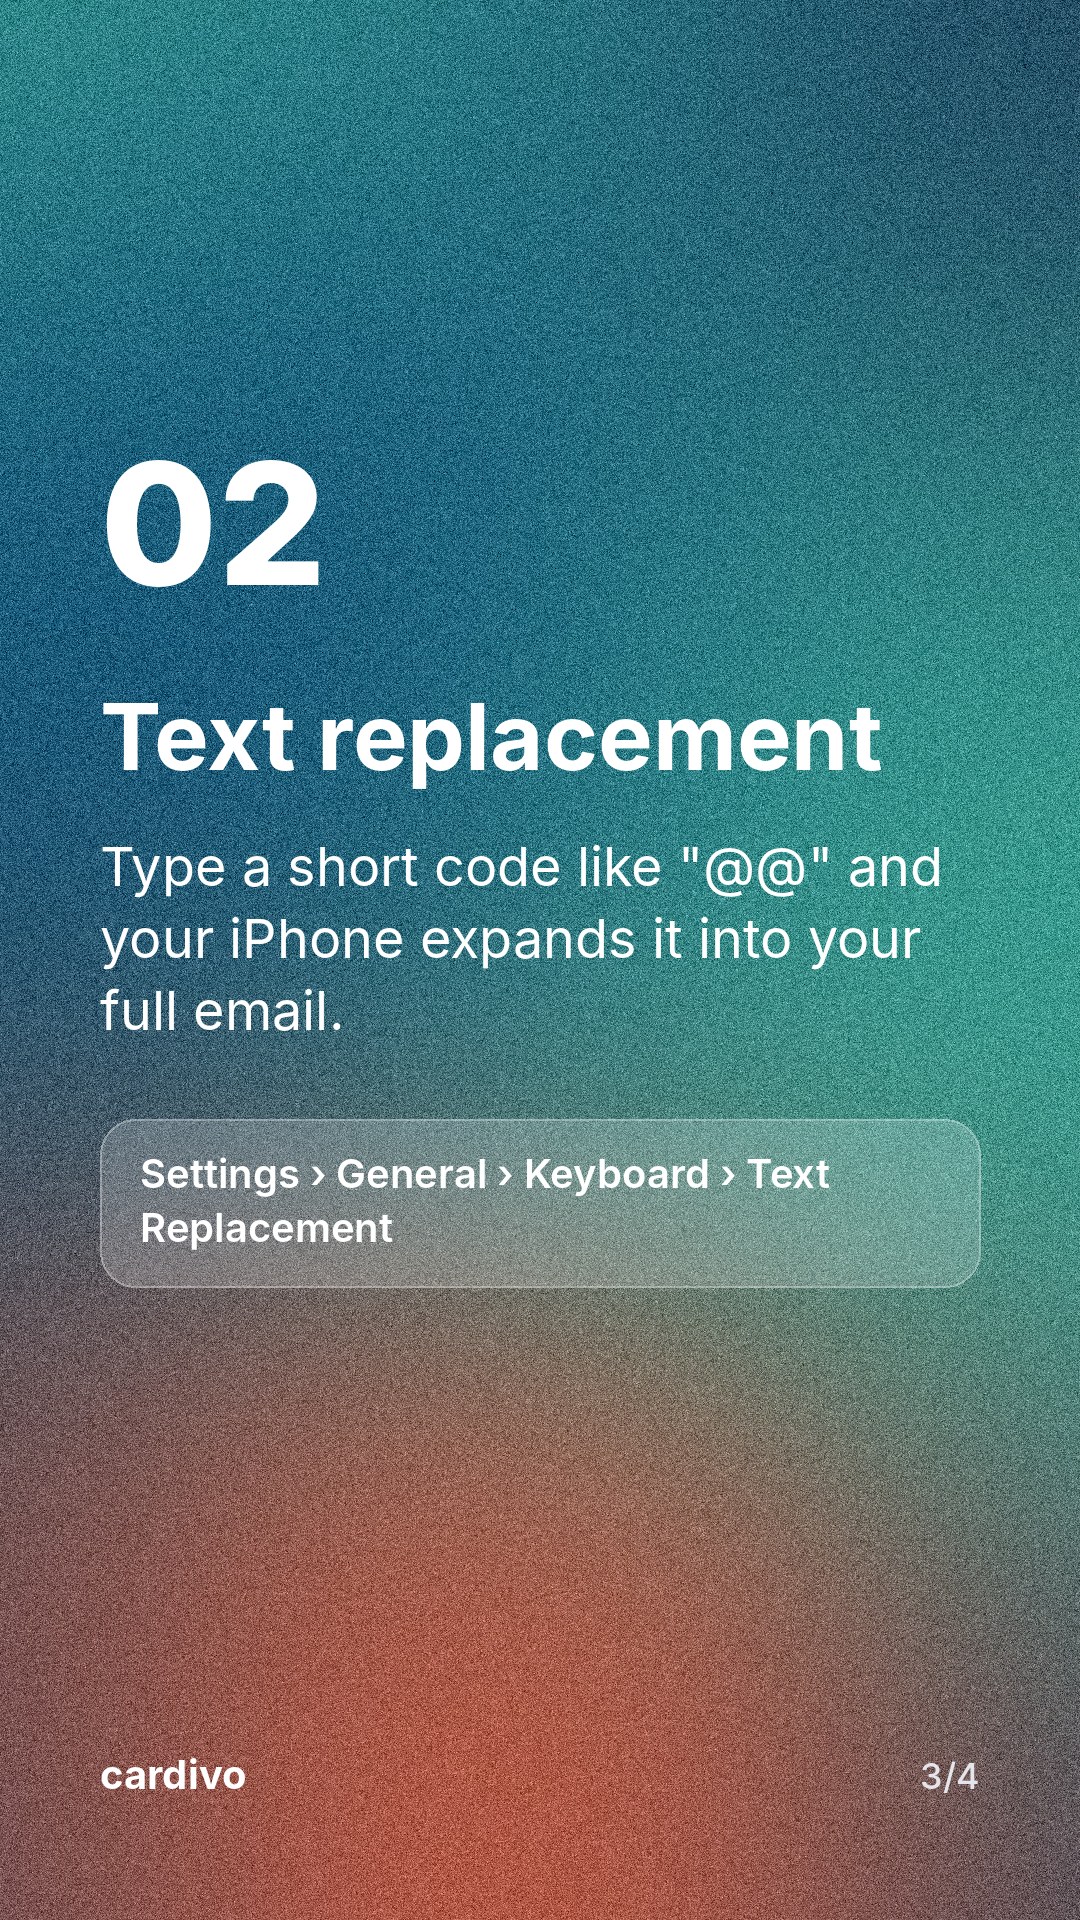 02
Text replacement
Type a short code like "@@" and
your iPhone expands it into your
full email.
Settings › General › Keyboard › Text
Replacement
cardivo
3/4